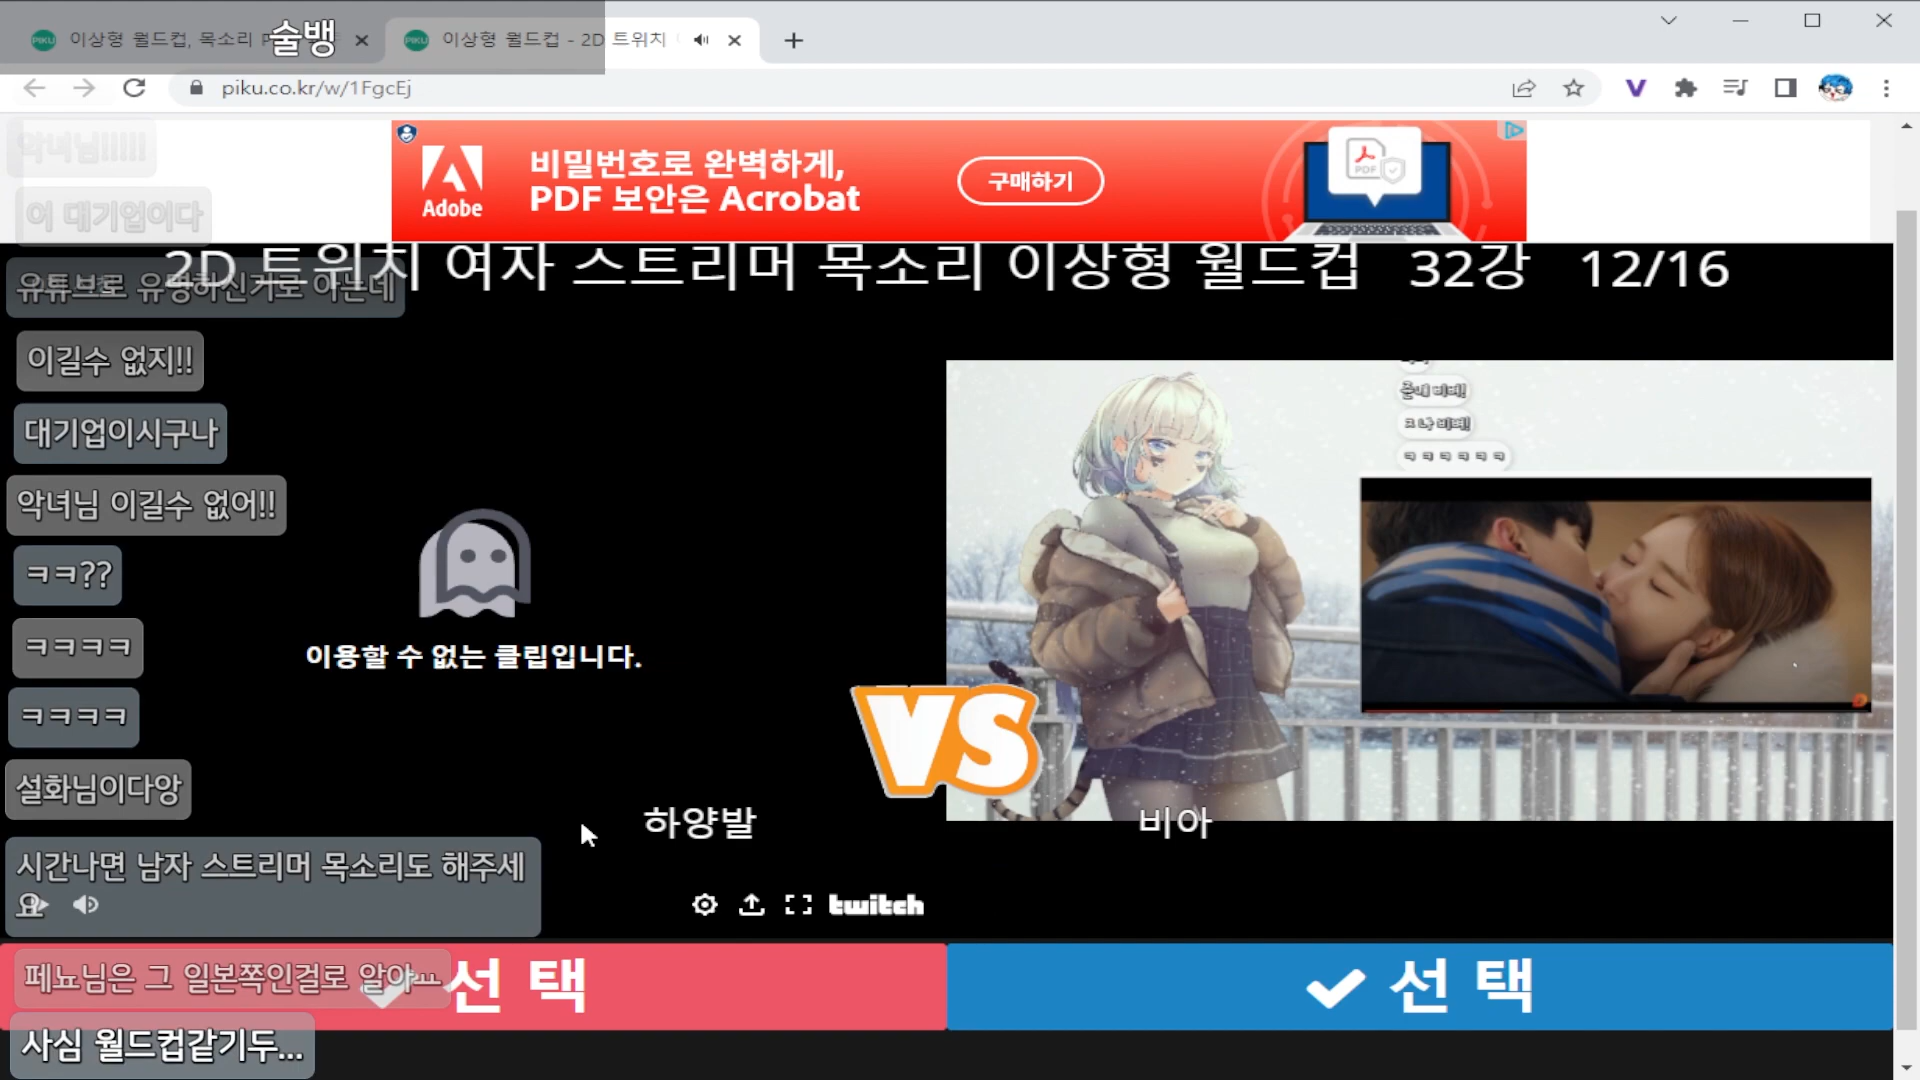 이상형 월드컵, 목소리 P
술뱅
이상형 월드컵 - 2D 트위치
piku.co.kr/w/1FgcEj
악녀님!!!!!
Adobe
비밀번호로 완벽하게,
PDF 보안은 Acrobat
구매하기
PDF
이 대기업이다
2D 트위치 여자 스트리머 목소리 이상형 월드컵 32강 12/16
유튜브로 유명하신거로 아는데
이길수 없지!!
대기업이시구나
악녀님 이길수 없어!!
ㅋㅋ??
ㅋㅋㅋㅋ
ㅋㅋㅋㅋ
설화님이다앙
시간나면 남자 스트리머 목소리도 해주세
요
페뇨님은 그 일본쪽인걸로 알아ㅛ
사심 월드컵같기두...
이용할 수 없는 클립입니다.
ㅋㅋㅋㅋㅋㅋ
VS
하양발
비아
twitch
선 택
선 택